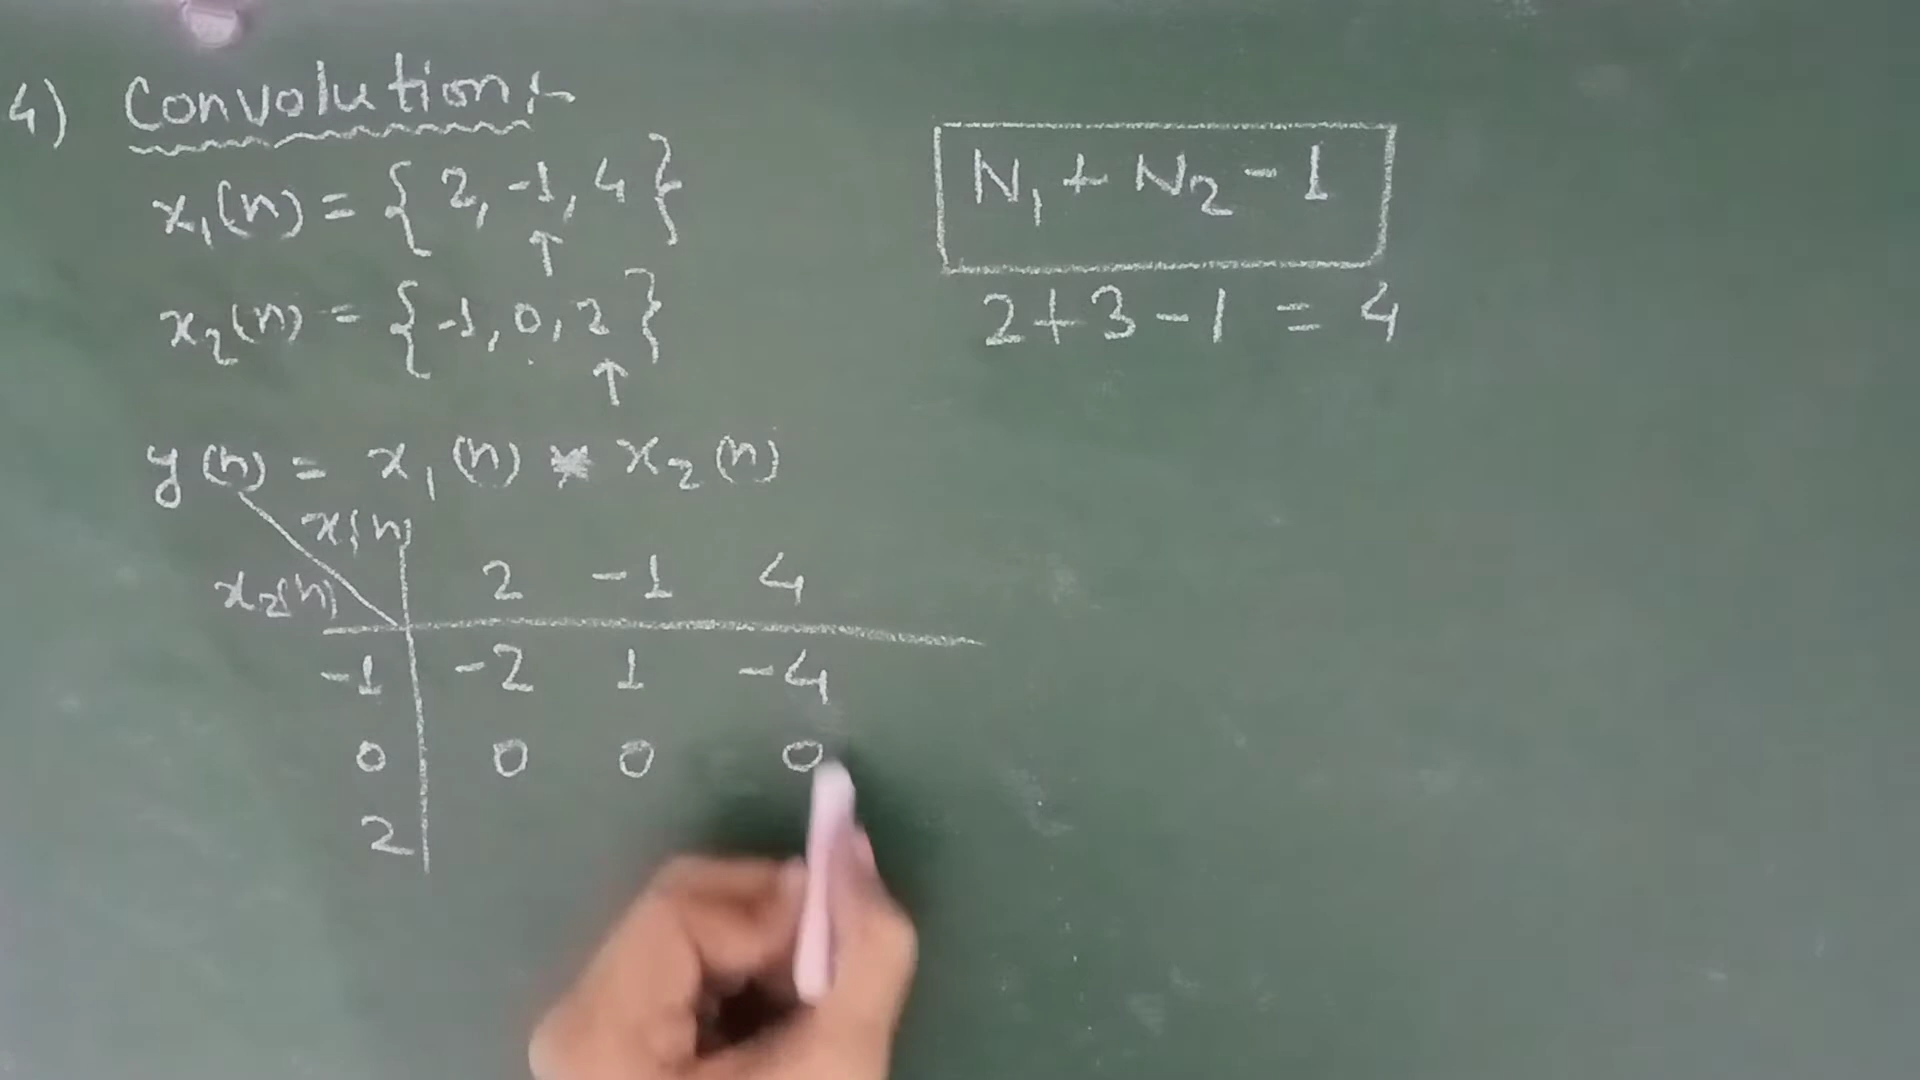 4) Convolution:-
x₁(n) = { 2, -1, 4 }
↑
x₂(n) = { -1, 0, 2 }
↑
N₁ + N₂ - 1
2+3-1 = 4
y(n) = x₁(n) * x₂(n)
x₁(n)
x₂(n) 2 -1 4
-1 -2 1 -4
0 0 0 0
2